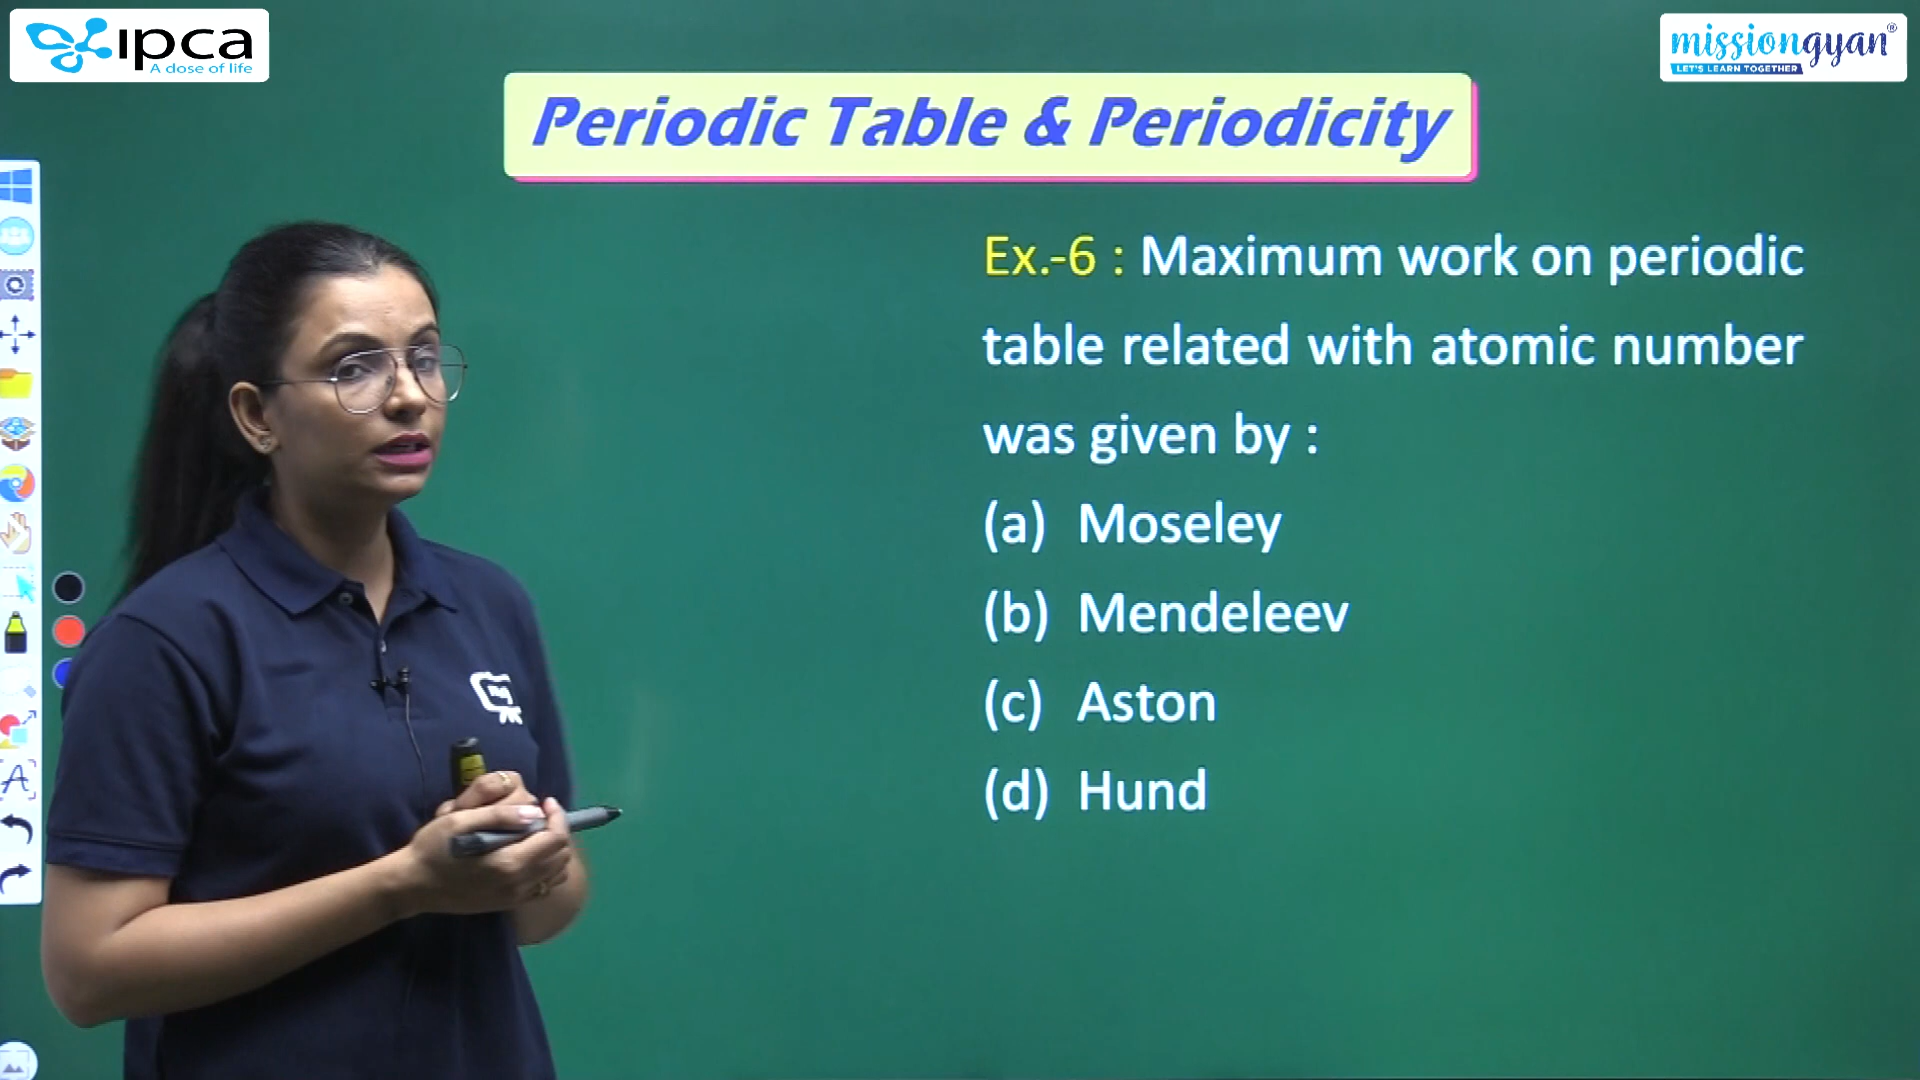 ipca
A dose of life
missiongyan®
LET'S LEARN TOGETHER
Periodic Table & Periodicity
Ex.-6 : Maximum work on periodic
table related with atomic number
was given by :
(a) Moseley
(b) Mendeleev
(c) Aston
(d) Hund